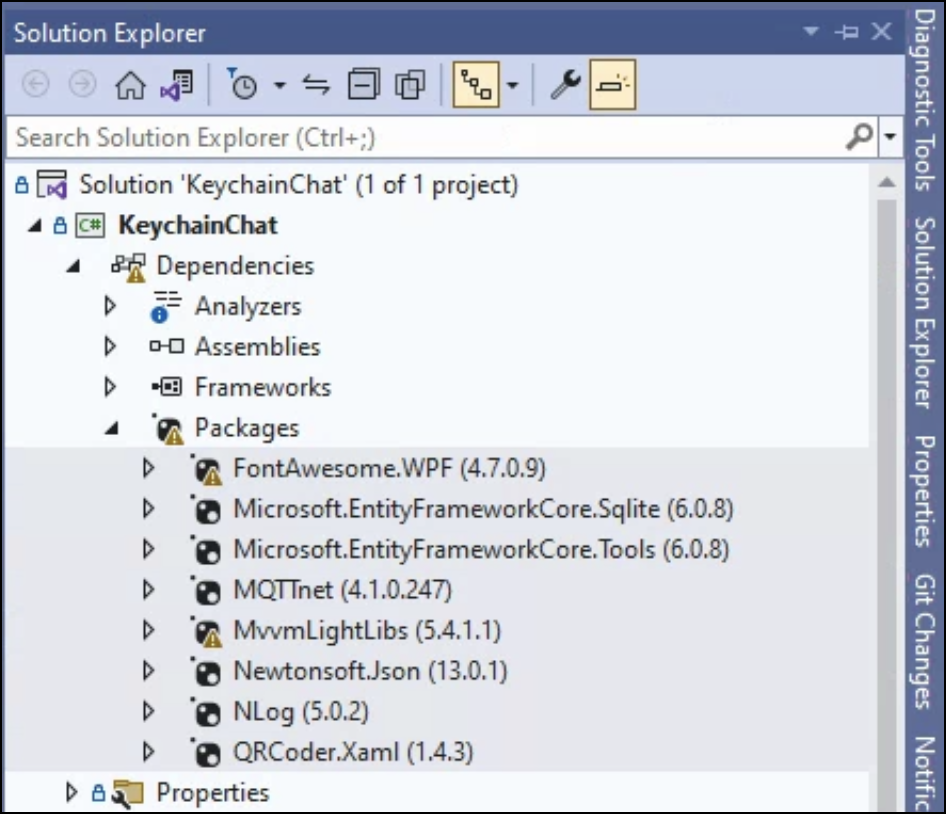 Solution Explorer
Search Solution Explorer (Ctrl+;)
Solution 'KeychainChat' (1 of 1 project)
C# KeychainChat
Dependencies
Analyzers
Assemblies
Frameworks
Packages
FontAwesome.WPF (4.7.0.9)
Microsoft.EntityFrameworkCore.Sqlite (6.0.8)
Microsoft.EntityFrameworkCore.Tools (6.0.8)
MQTTnet (4.1.0.247)
MvvmLightLibs (5.4.1.1)
Newtonsoft.Json (13.0.1)
NLog (5.0.2)
QRCoder.Xaml (1.4.3)
Properties
Diagnostic Tools
Solution Explorer
Properties
Git Changes
Notific